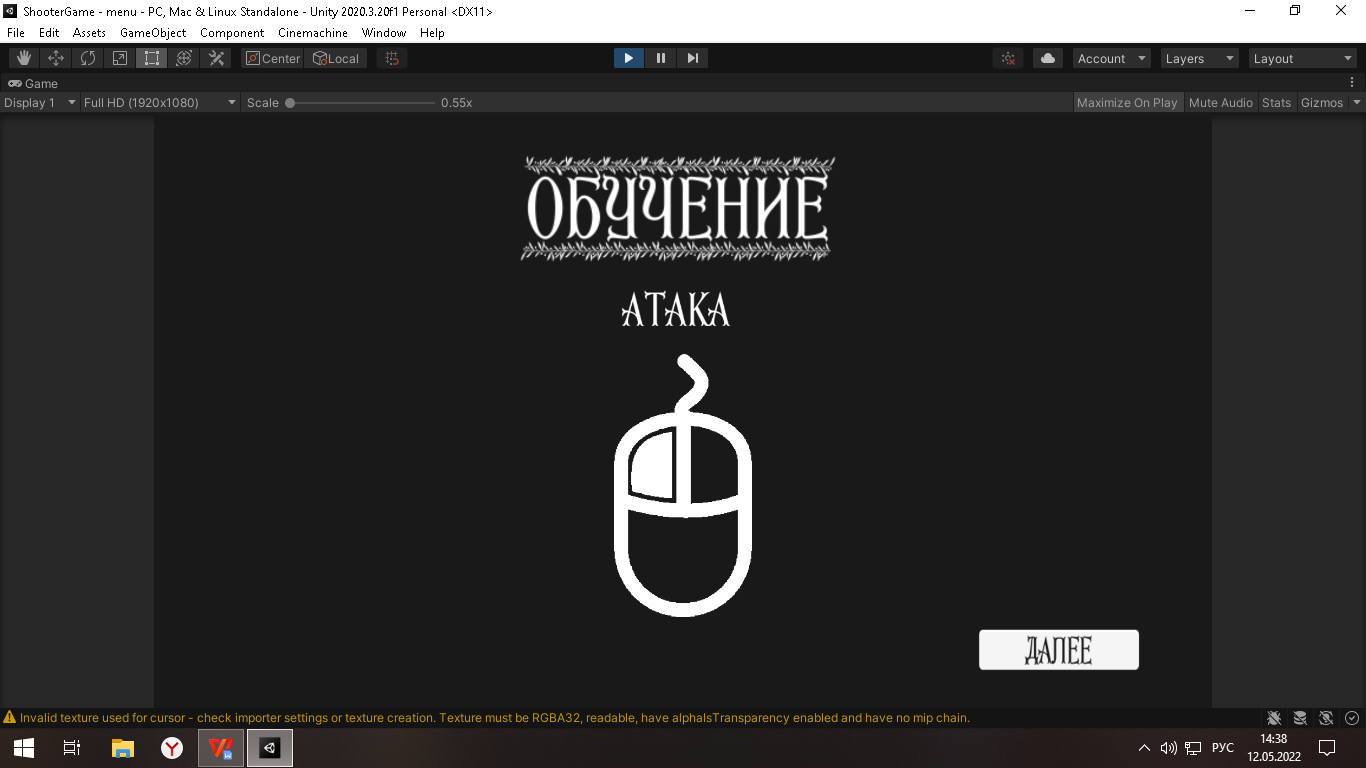 ShooterGame - menu - PC, Mac & Linux Standalone - Unity 2020.3.20f1 Personal <DX11>
File Edit Assets GameObject Component Cinemachine Window Help
Center Local Account Layers Layout
Game
Display 1 Full HD (1920x1080) Scale 0.55x Maximize On Play Mute Audio Stats Gizmos
ОБУЧЕНИЕ
АТАКА
ДАЛЕЕ
Invalid texture used for cursor - check importer settings or texture creation. Texture must be RGBA32, readable, have alphaIsTransparency enabled and have no mip chain.
РУС
14:38
12.05.2022